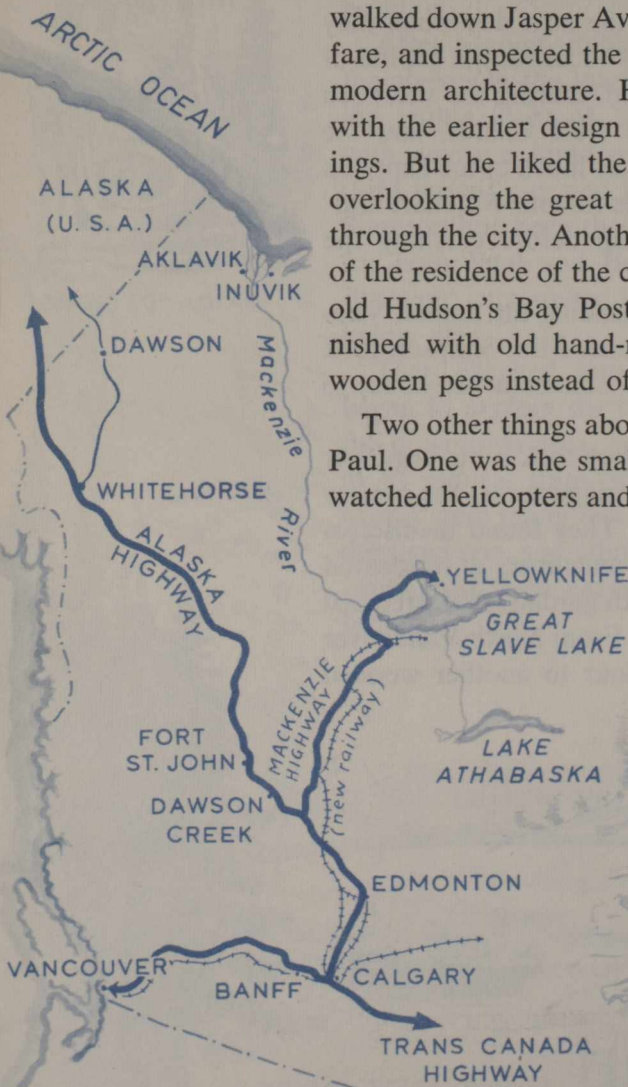 walked down Jasper Av
fare, and inspected the
modern architecture. H
with the earlier design
ings. But he liked the
overlooking the great
through the city. Anoth
of the residence of the c
old Hudson's Bay Post
nished with old hand-
wooden pegs instead of
Two other things abo
Paul. One was the sma
watched helicopters and
ARCTIC OCEAN
ALASKA
(U.S.A.)
AKLAVIK
INUVIK
DAWSON
Mackenzie River
WHITEHORSE
ALASKA
HIGHWAY
YELLOWKNIFE
GREAT
SLAVE LAKE
MACKENZIE
HIGHWAY
(new railway)
LAKE
ATHABASKA
FORT
ST. JOHN
DAWSON
CREEK
EDMONTON
VANCOUVER
BANFF
CALGARY
TRANS CANADA
HIGHWAY